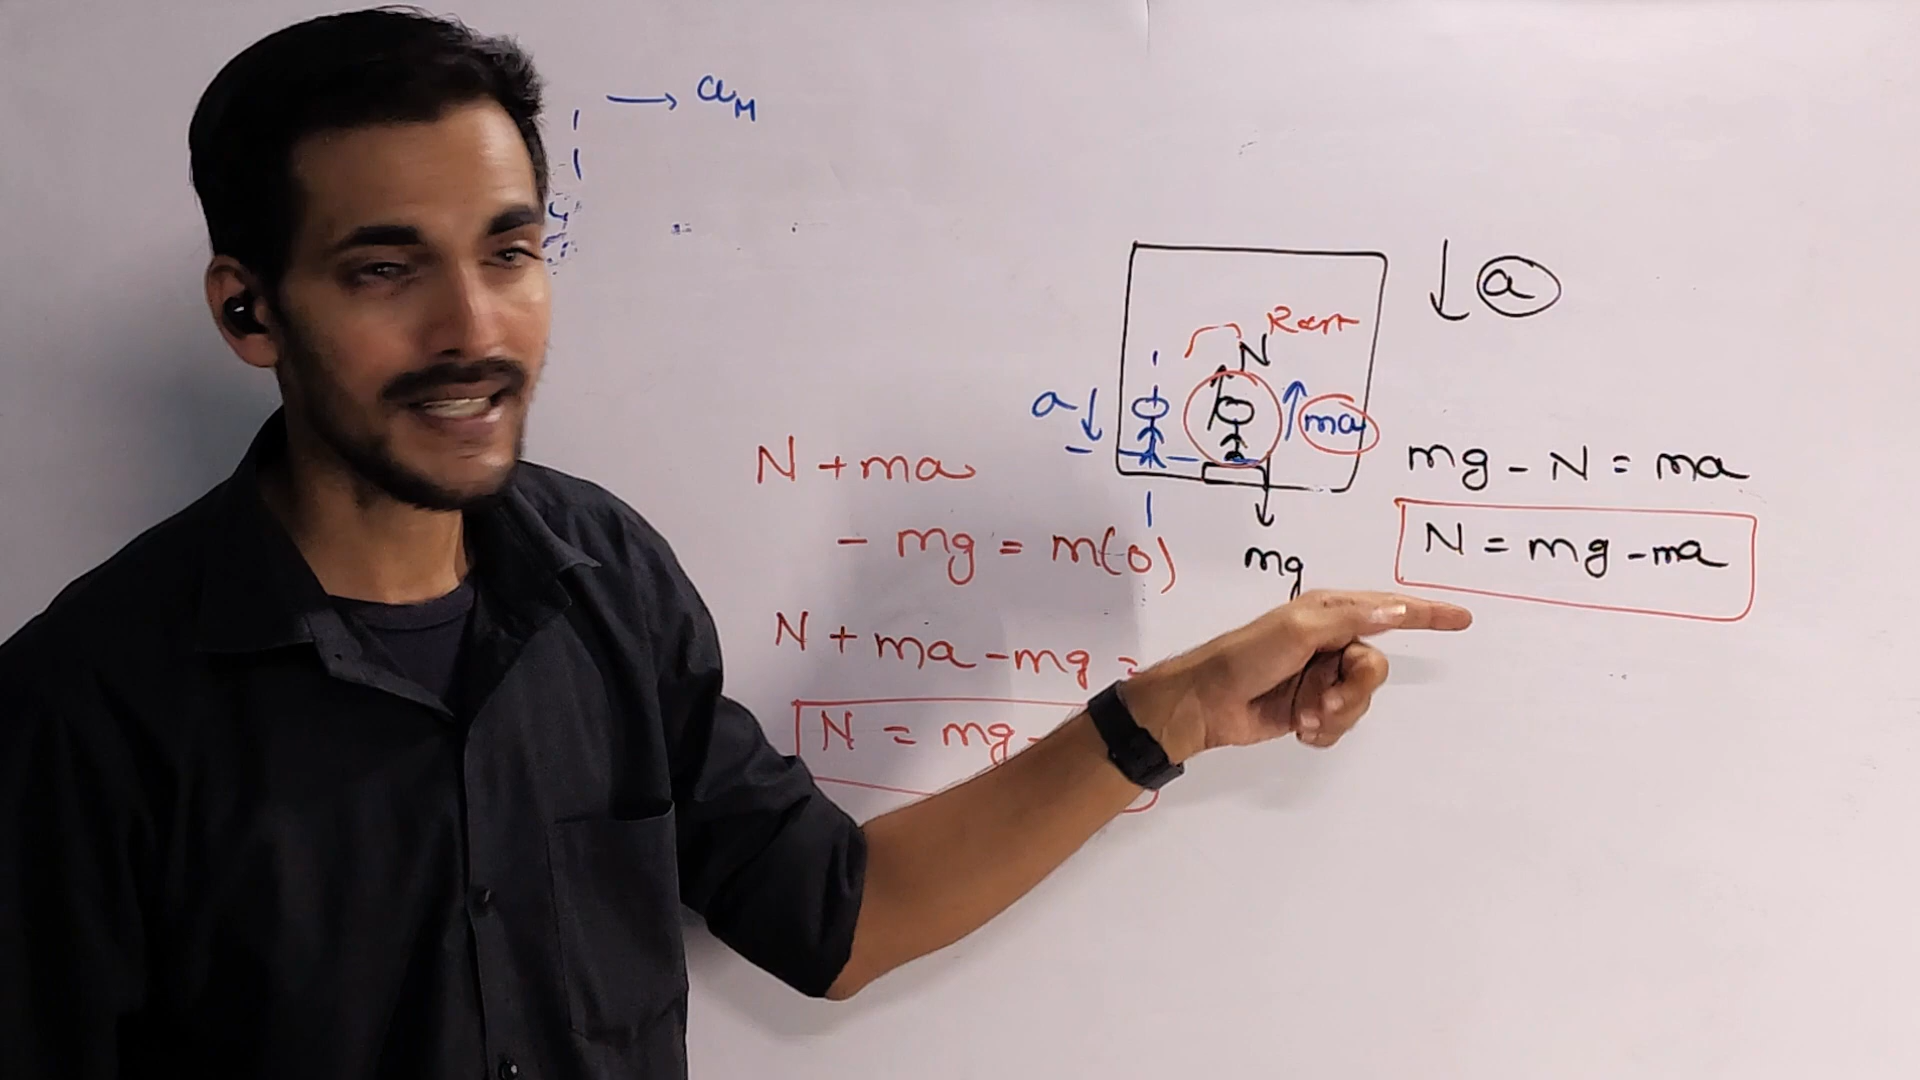 → a_M
↓ a
Rest
N
a ↓
↑ ma
N + ma
- mg = m(0)
mg
N + ma - mg =
N = mg -
mg - N = ma
N = mg - ma